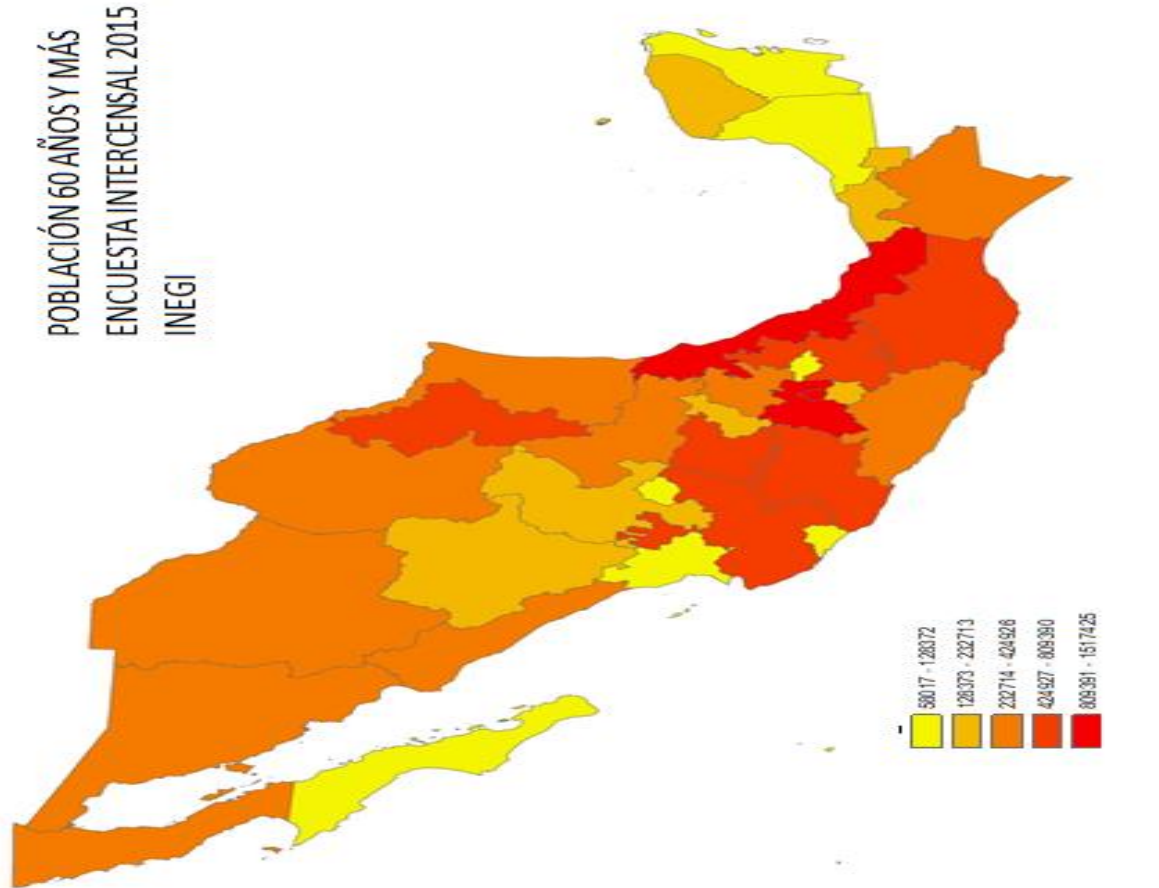 POBLACIÓN 60 AÑOS Y MÁS
ENCUESTA INTERCENSAL 2015
INEGI
58017 - 128372
128373 - 232713
232714 - 424926
424927 - 809390
809391 - 1517425